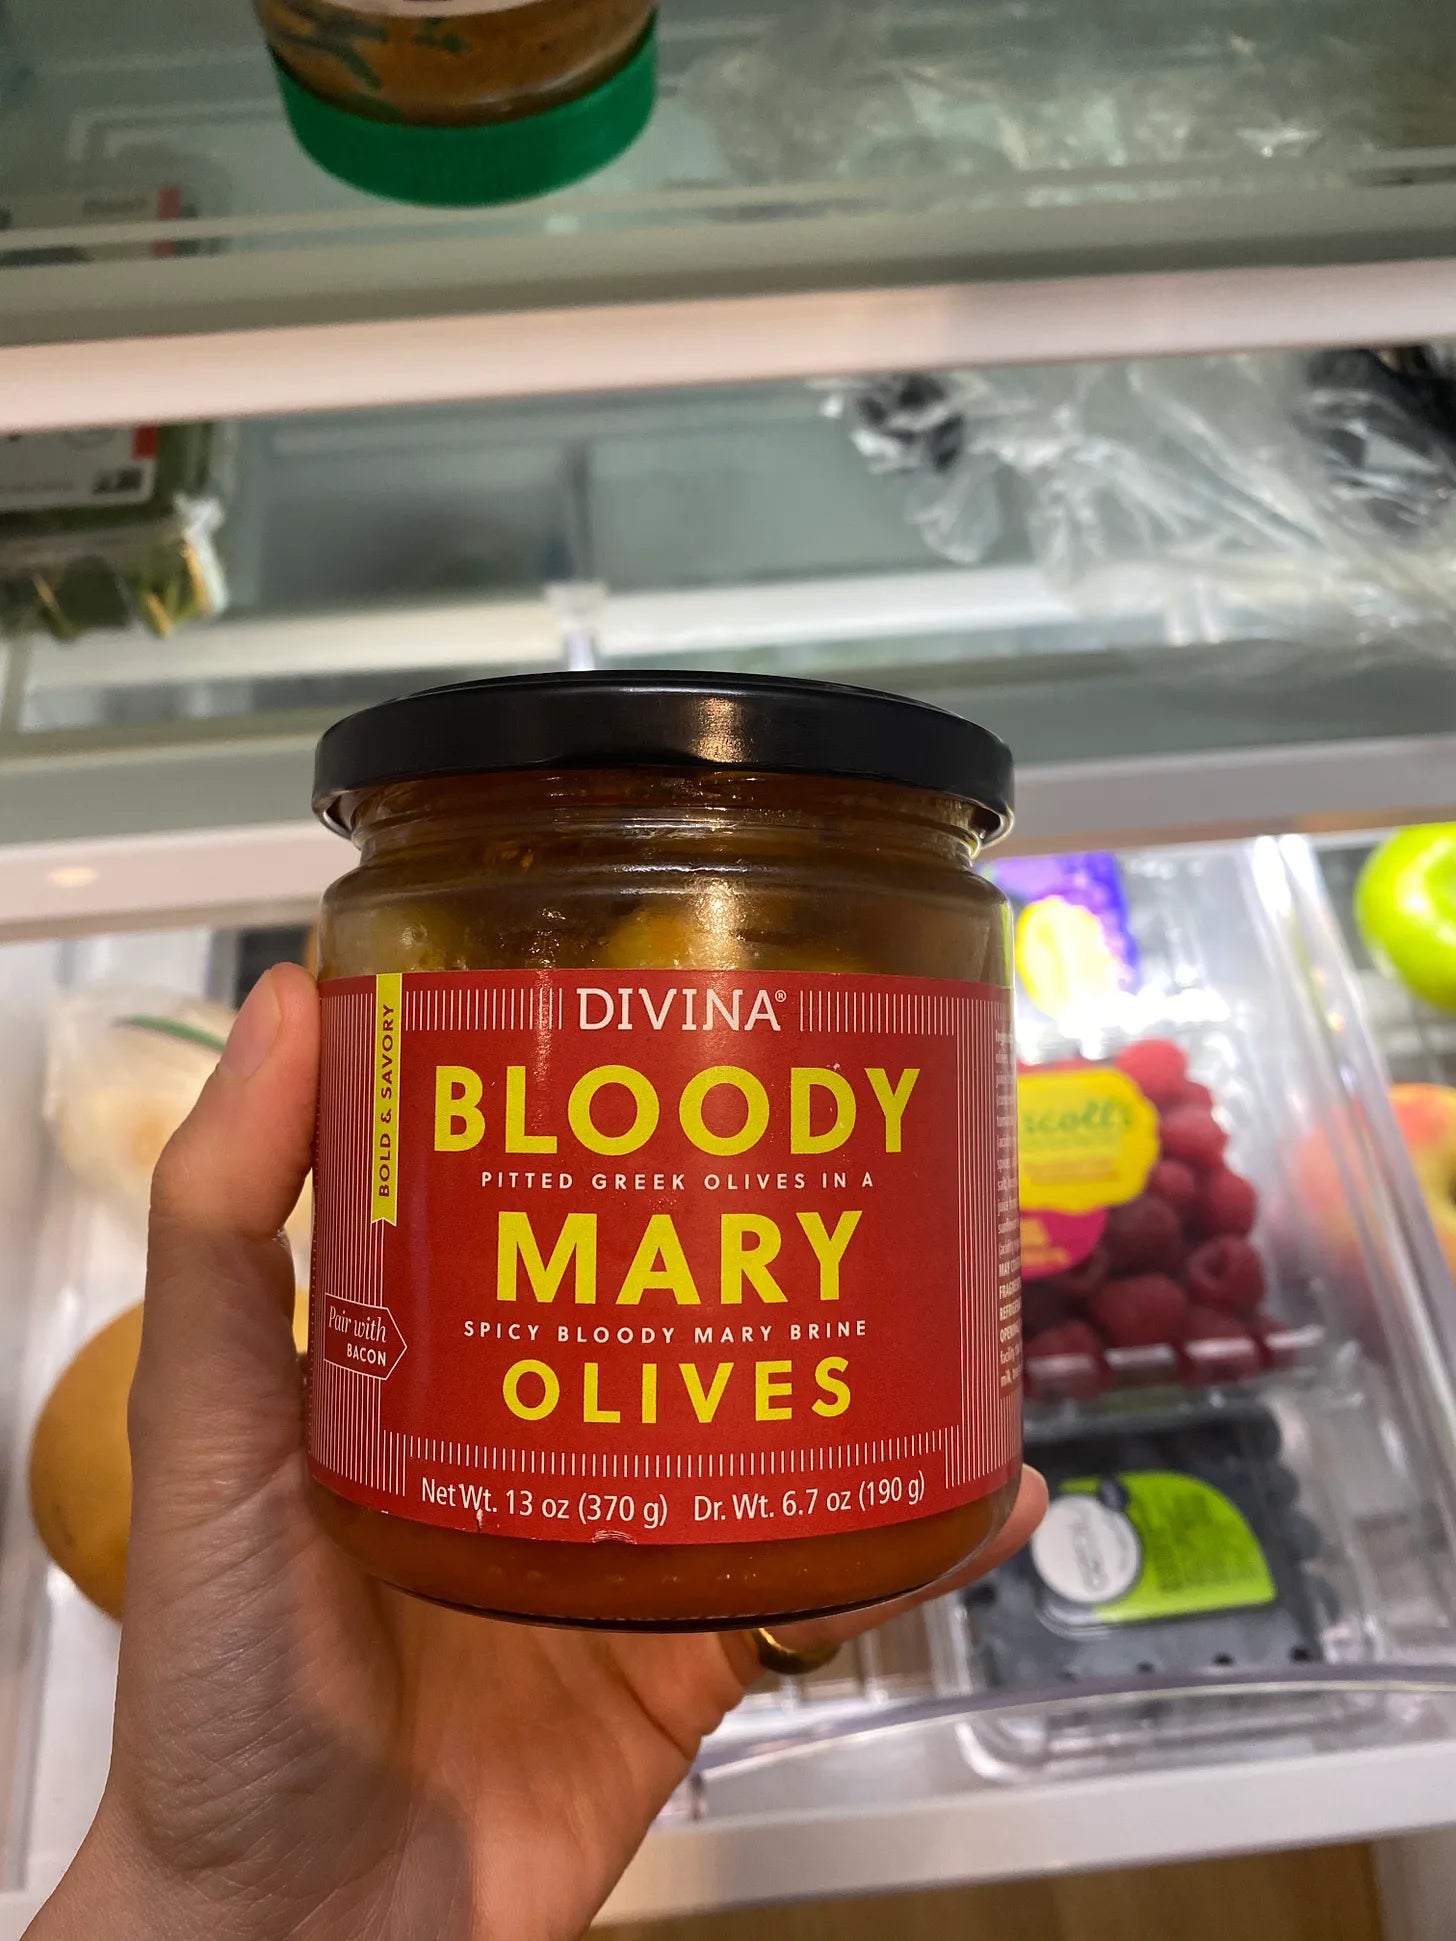 DIVINA®
BOLD & SAVORY
BLOODY
PITTED GREEK OLIVES IN A
MARY
SPICY BLOODY MARY BRINE
OLIVES
Pair with
BACON
Net Wt. 13 oz (370 g) Dr. Wt. 6.7 oz (190 g)